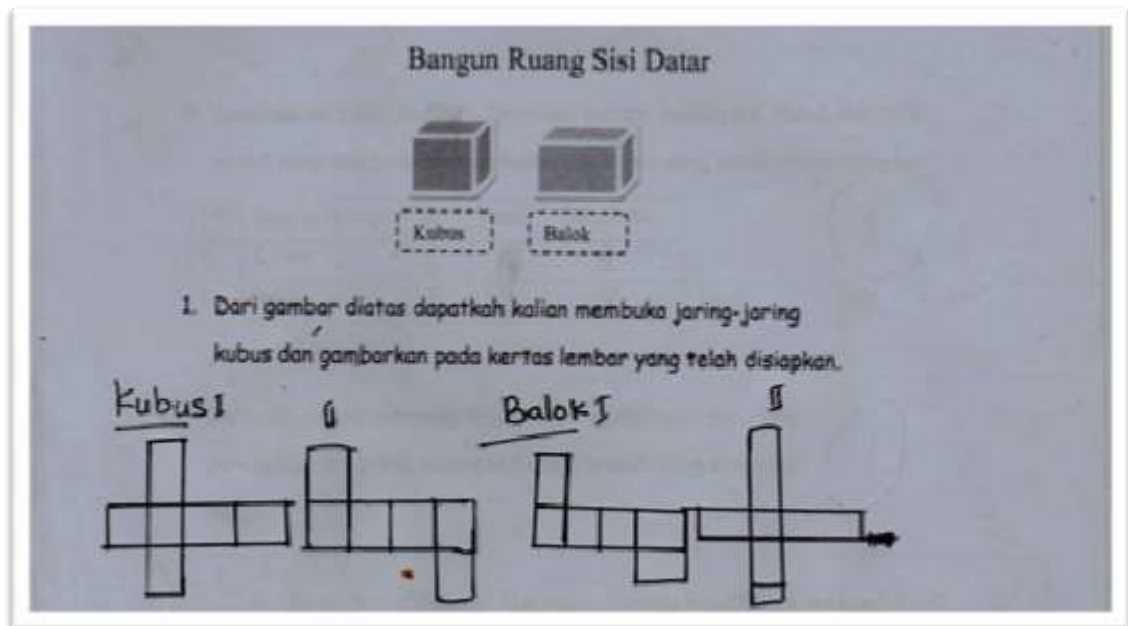 Bangun Ruang Sisi Datar
Kubus Balok
1. Dari gambar diatas dapatkah kalian membuka jaring-jaring
kubus dan gambarkan pada kertas lembar yang telah disiapkan.
Kubus I II Balok I II